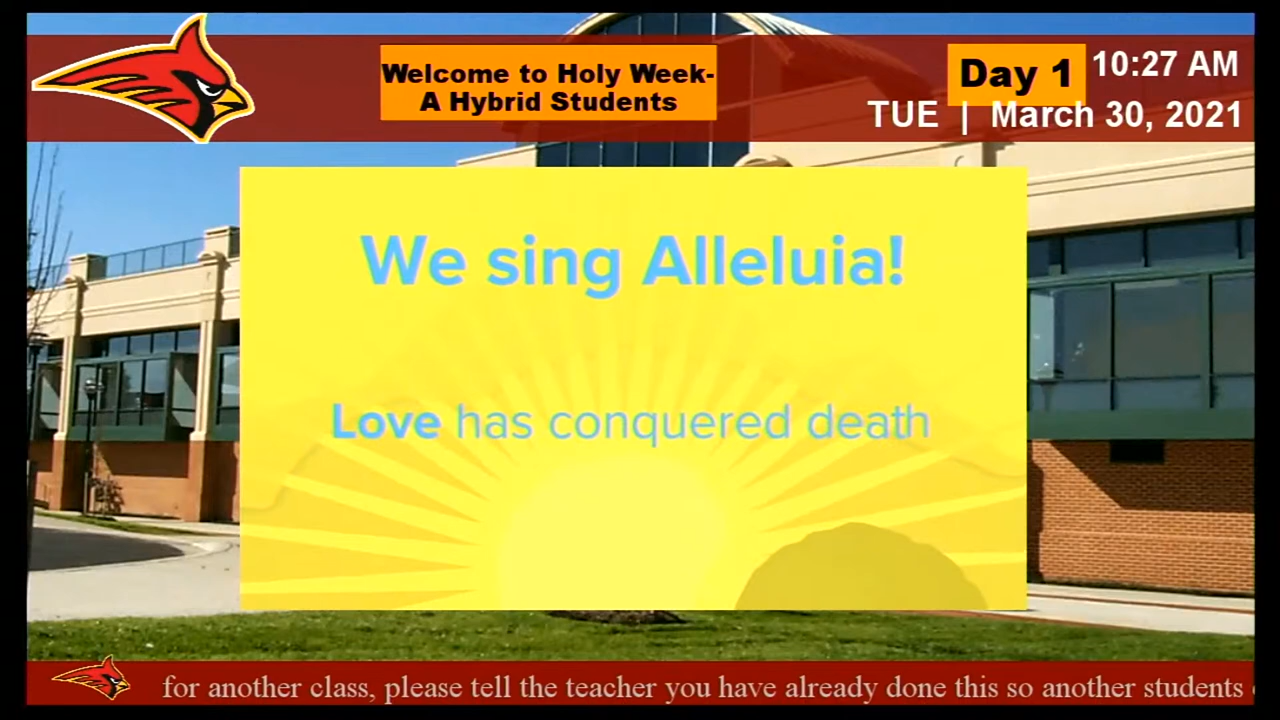 Welcome to Holy Week-
A Hybrid Students
Day 1
10:27 AM
TUE | March 30, 2021
We sing Alleluia!
Love has conquered death
for another class, please tell the teacher you have already done this so another students